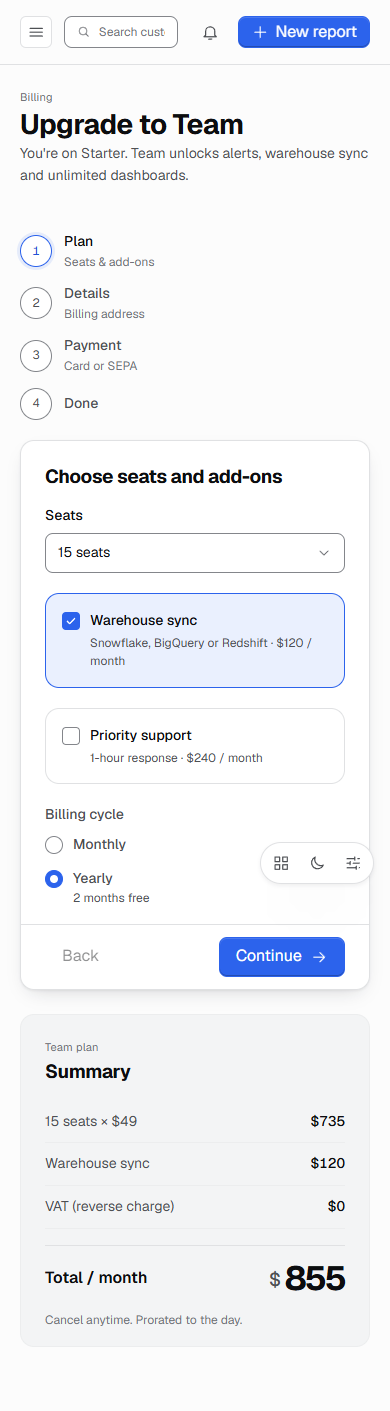 Search cust
New report
Billing
Upgrade to Team
You're on Starter. Team unlocks alerts, warehouse sync
and unlimited dashboards.
1
Plan
Seats & add-ons
2
Details
Billing address
3
Payment
Card or SEPA
4
Done
Choose seats and add-ons
Seats
15 seats
Warehouse sync
Snowflake, BigQuery or Redshift · $120 /
month
Priority support
1-hour response · $240 / month
Billing cycle
Monthly
Yearly
2 months free
Back
Continue
Team plan
Summary
15 seats × $49 $735
Warehouse sync $120
VAT (reverse charge) $0
Total / month $ 855
Cancel anytime. Prorated to the day.